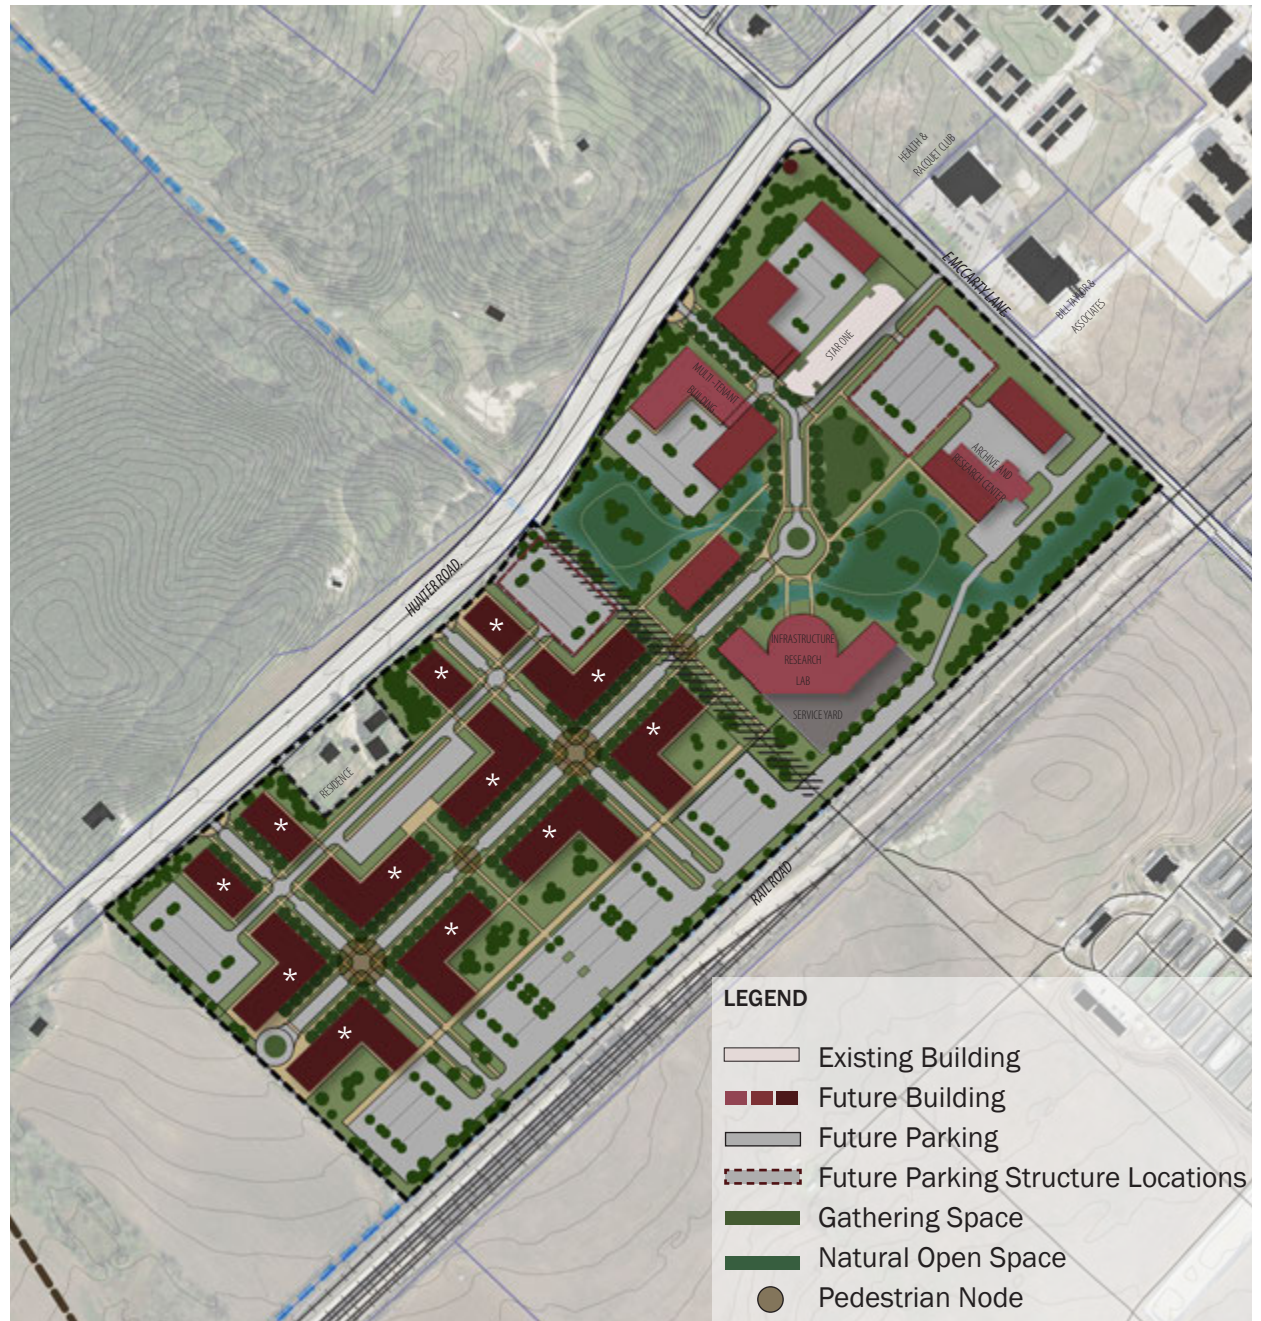 HEALTH &
RACQUET CLUB
E MCCARTY LANE
BILL TAYLOR &
ASSOCIATES
STAR ONE
MULTI-TENANT
BUILDING
ARCHIVE AND
RESEARCH CENTER
HUNTER ROAD
INFRASTRUCTURE
RESEARCH
LAB
SERVICE YARD
RESIDENCE
*
*
*
*
*
*
*
*
*
*
*
*
RAIL ROAD
LEGEND
Existing Building
Future Building
Future Parking
Future Parking Structure Locations
Gathering Space
Natural Open Space
Pedestrian Node